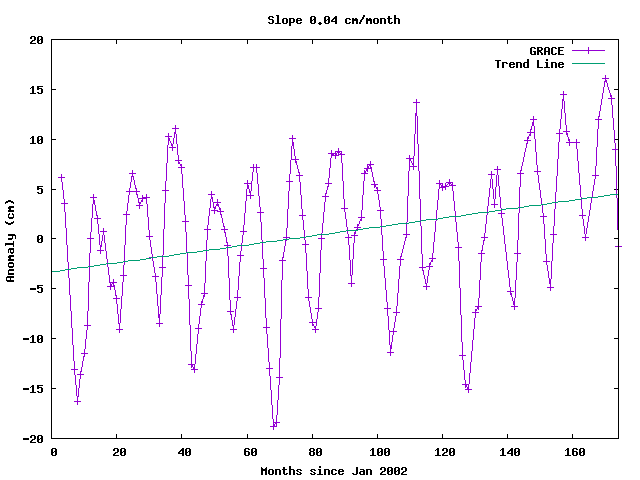 Slope 0.04 cm/month
GRACE
Trend Line
20
15
10
5
0
-5
-10
-15
-20
Anomaly (cm)
0 20 40 60 80 100 120 140 160
Months since Jan 2002